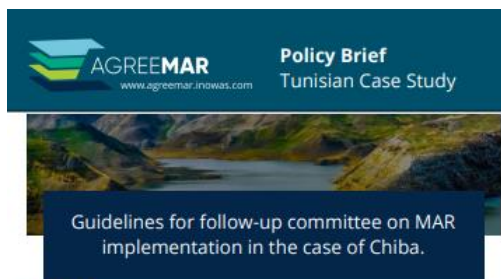 AGREEMAR
www.agreemar.inowas.com
Policy Brief
Tunisian Case Study
Guidelines for follow-up committee on MAR
implementation in the case of Chiba.